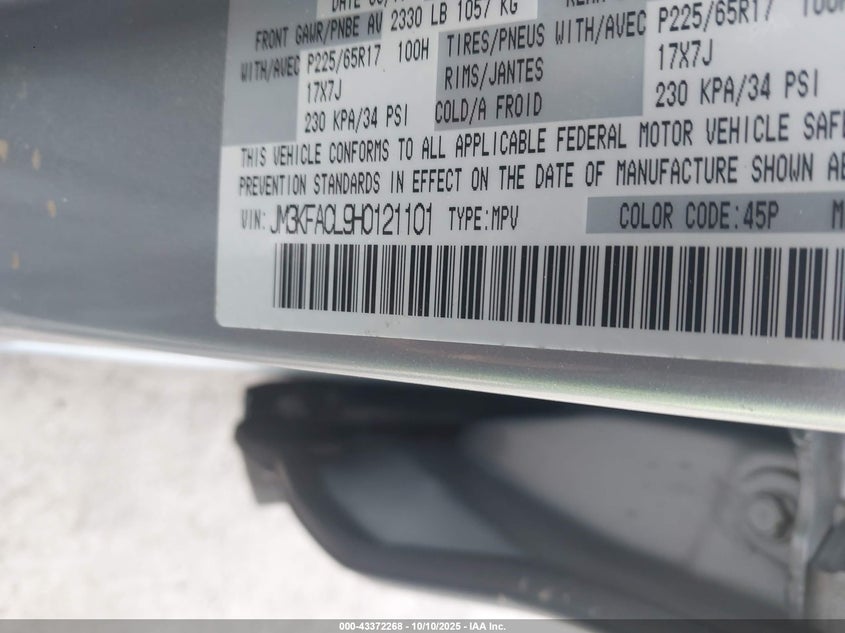 FRONT GAWR/PNBE AV 2330 LB 1057 KG
WITH/AVEC P225/65R17 100H TIRES/PNEUS WITH/AVEC P225/65R17 100H
17X7J RIMS/JANTES 17X7J
230 KPA/34 PSI COLD/A FROID 230 KPA/34 PSI
THIS VEHICLE CONFORMS TO ALL APPLICABLE FEDERAL MOTOR VEHICLE SAFE
PREVENTION STANDARDS IN EFFECT ON THE DATE OF MANUFACTURE SHOWN AB
VIN: JM3KFACL9H0121101 TYPE:MPV COLOR CODE:45P M
000-43372268 • 10/10/2025 • IAA Inc.